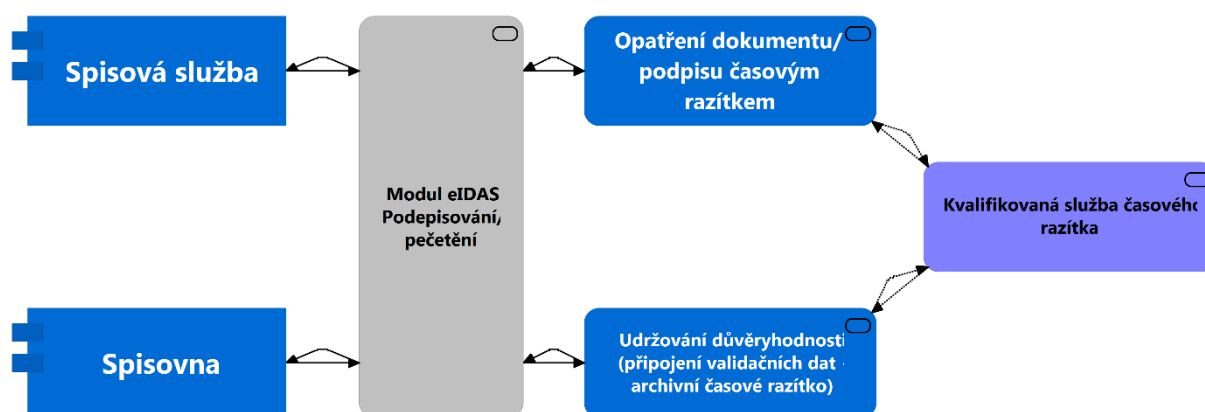 Spisová služba
Modul eIDAS
Podepisování/
pečetění
Opatření dokumentu/
podpisu časovým
razítkem
Kvalifikovaná služba časového
razítka
Spisovna
Udržování důvěryhodnosti
(připojení validačních dat -
archivní časové razítko)